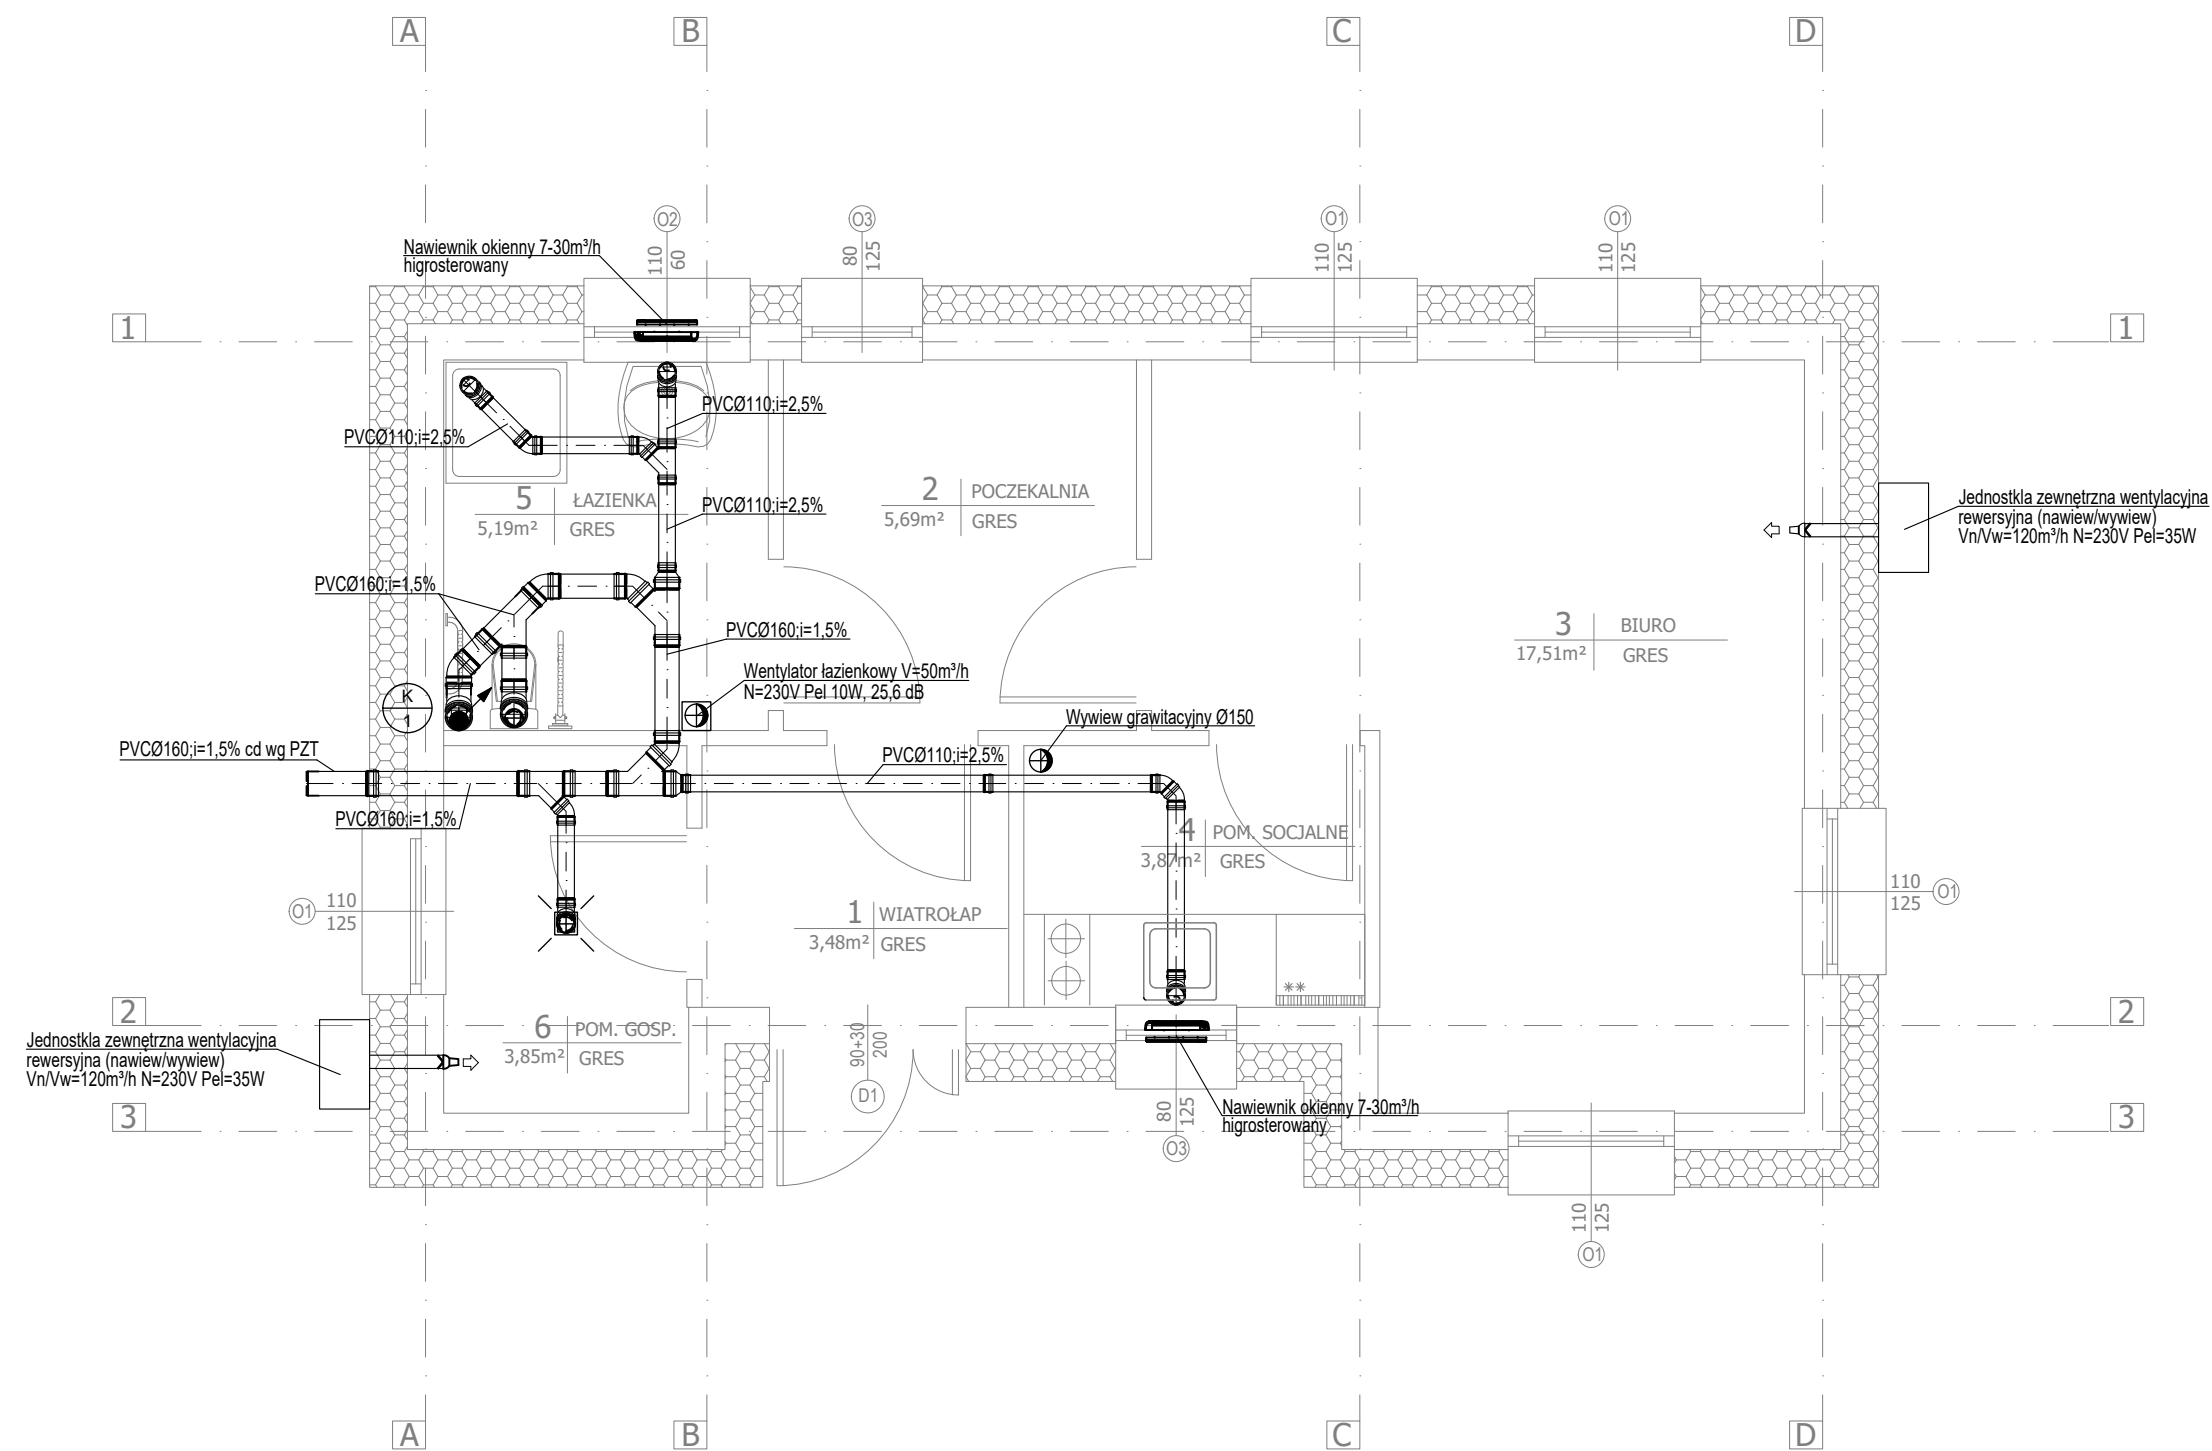 A
B
C
D
O2
O3
O1
O1
110
60
80
125
110
125
110
125
Nawiewnik okienny 7-30m³/h
higrosterowany
1
1
PVCØ110;i=2,5%
PVCØ110;i=2,5%
5
ŁAZIENKA
5,19m²
GRES
PVCØ110;i=2,5%
2
POCZEKALNIA
5,69m²
GRES
Jednostkla zewnętrzna wentylacyjna
rewersyjna (nawiew/wywiew)
Vn/Vw=120m³/h N=230V Pel=35W
PVCØ160;i=1,5%
PVCØ160;i=1,5%
3
BIURO
17,51m²
GRES
Wentylator łazienkowy V=50m³/h
N=230V Pel 10W, 25,6 dB
K
1
Wywiew grawitacyjny Ø150
PVCØ160;i=1,5% cd wg PZT
PVCØ110;i=2,5%
PVCØ160;i=1,5%
4
POM. SOCJALNE
3,87m²
GRES
O1
110
125
110
125
O1
1
WIATROŁAP
3,48m²
GRES
**
2
2
6
POM. GOSP.
3,85m²
GRES
90+30
200
D1
Jednostkla zewnętrzna wentylacyjna
rewersyjna (nawiew/wywiew)
Vn/Vw=120m³/h N=230V Pel=35W
3
3
80
125
O3
Nawiewnik okienny 7-30m³/h
higrosterowany
110
125
O1
A
B
C
D